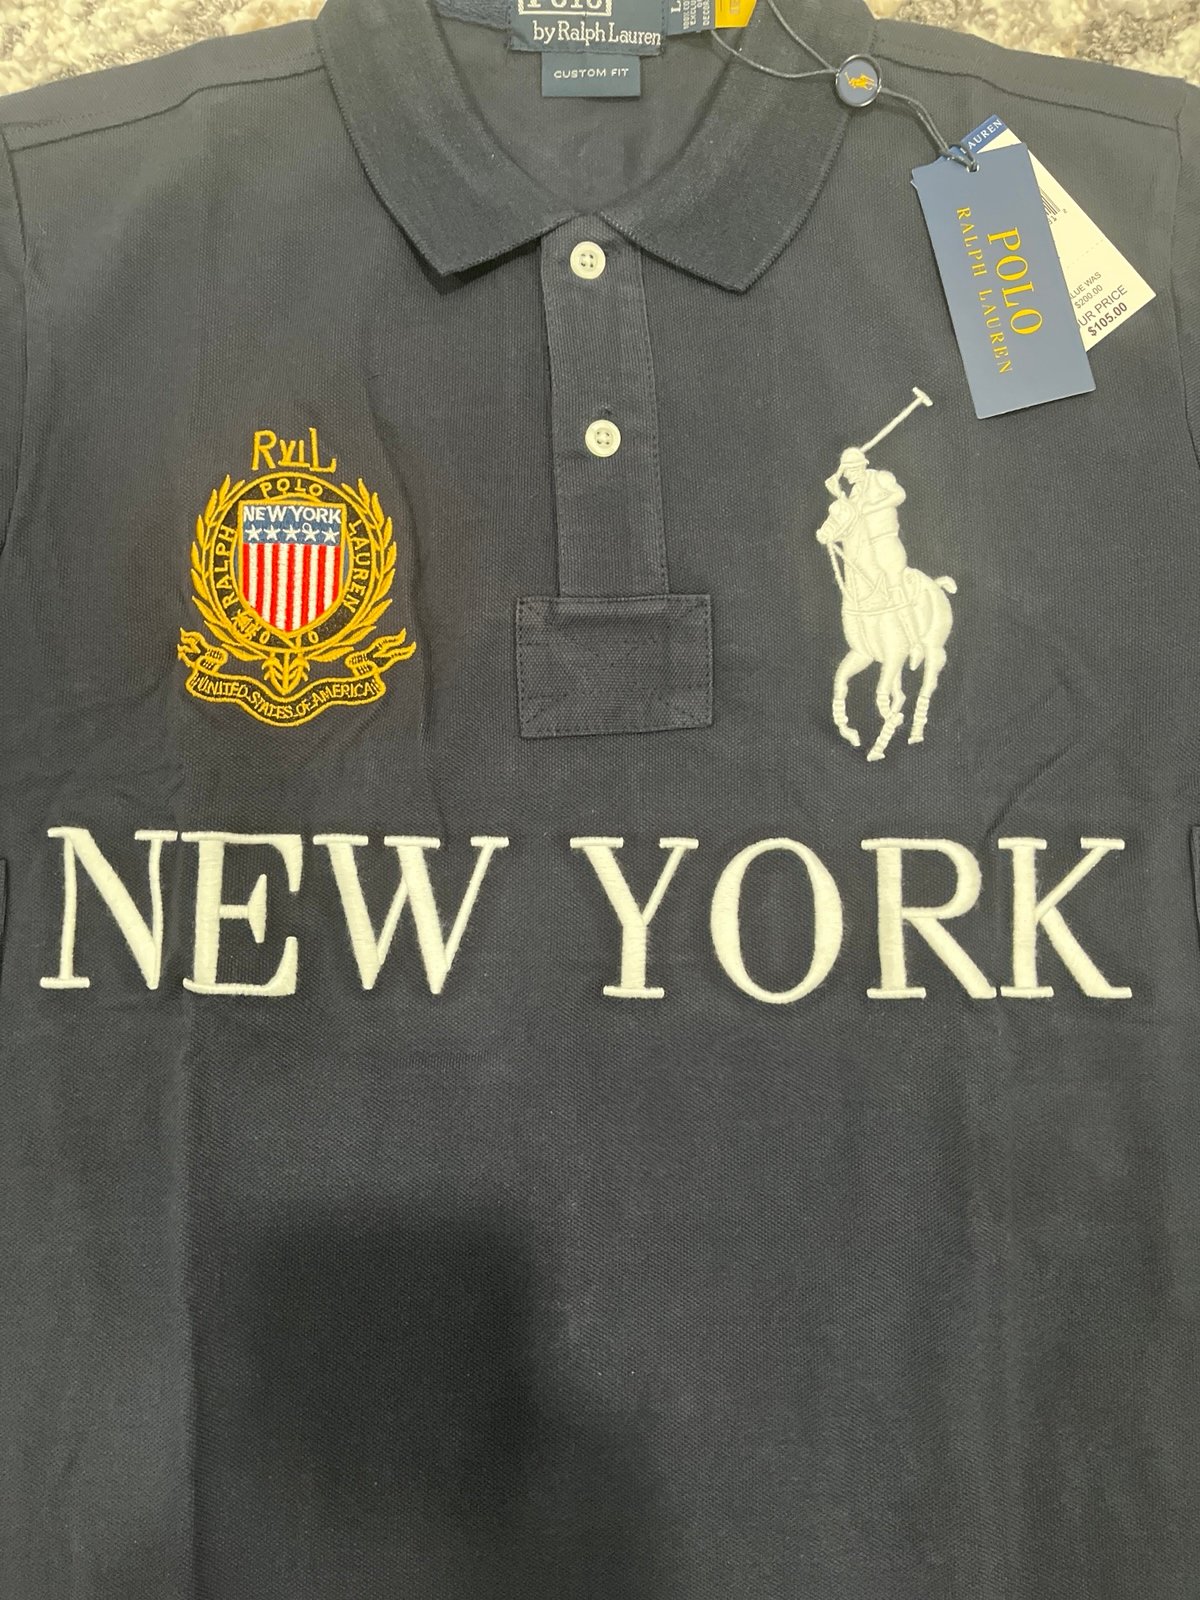 POLO
by Ralph Lauren
CUSTOM FIT
L
LAUREN
POLO
RALPH LAUREN
$200.00
$105.00
POLO
RALPH LAUREN
NEW YORK
UNITED STATES OF AMERICA
NEW YORK